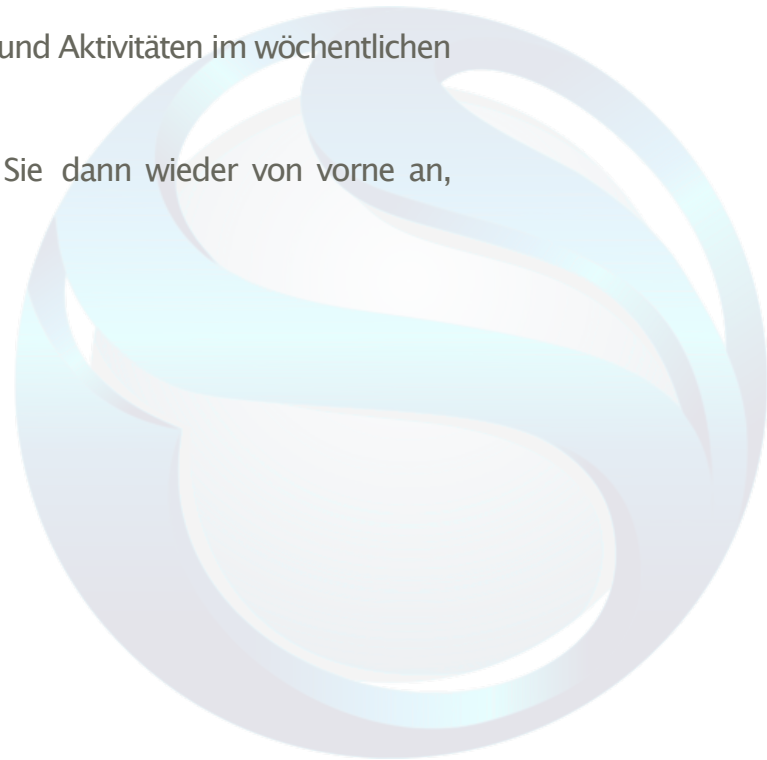 und Aktivitäten im wöchentlichen
Sie dann wieder von vorne an,